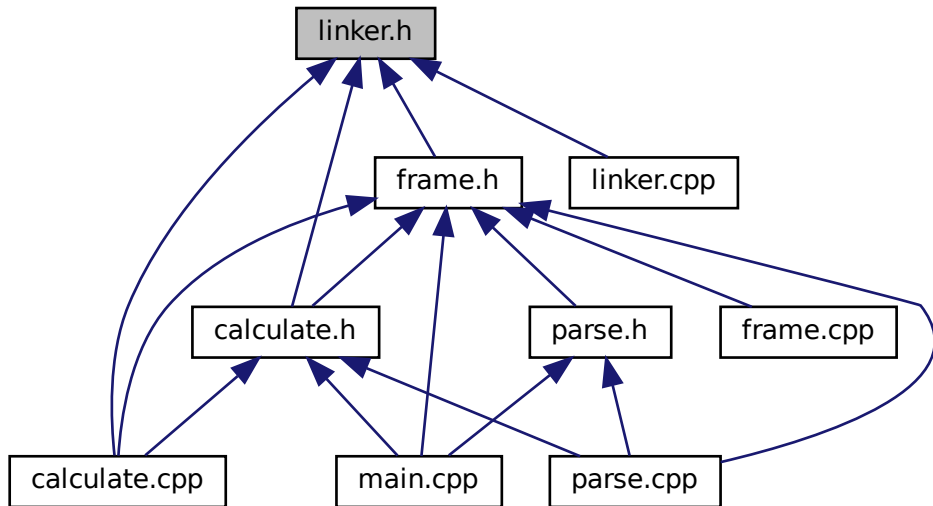 linker.h
frame.h
linker.cpp
calculate.h
parse.h
frame.cpp
calculate.cpp
main.cpp
parse.cpp